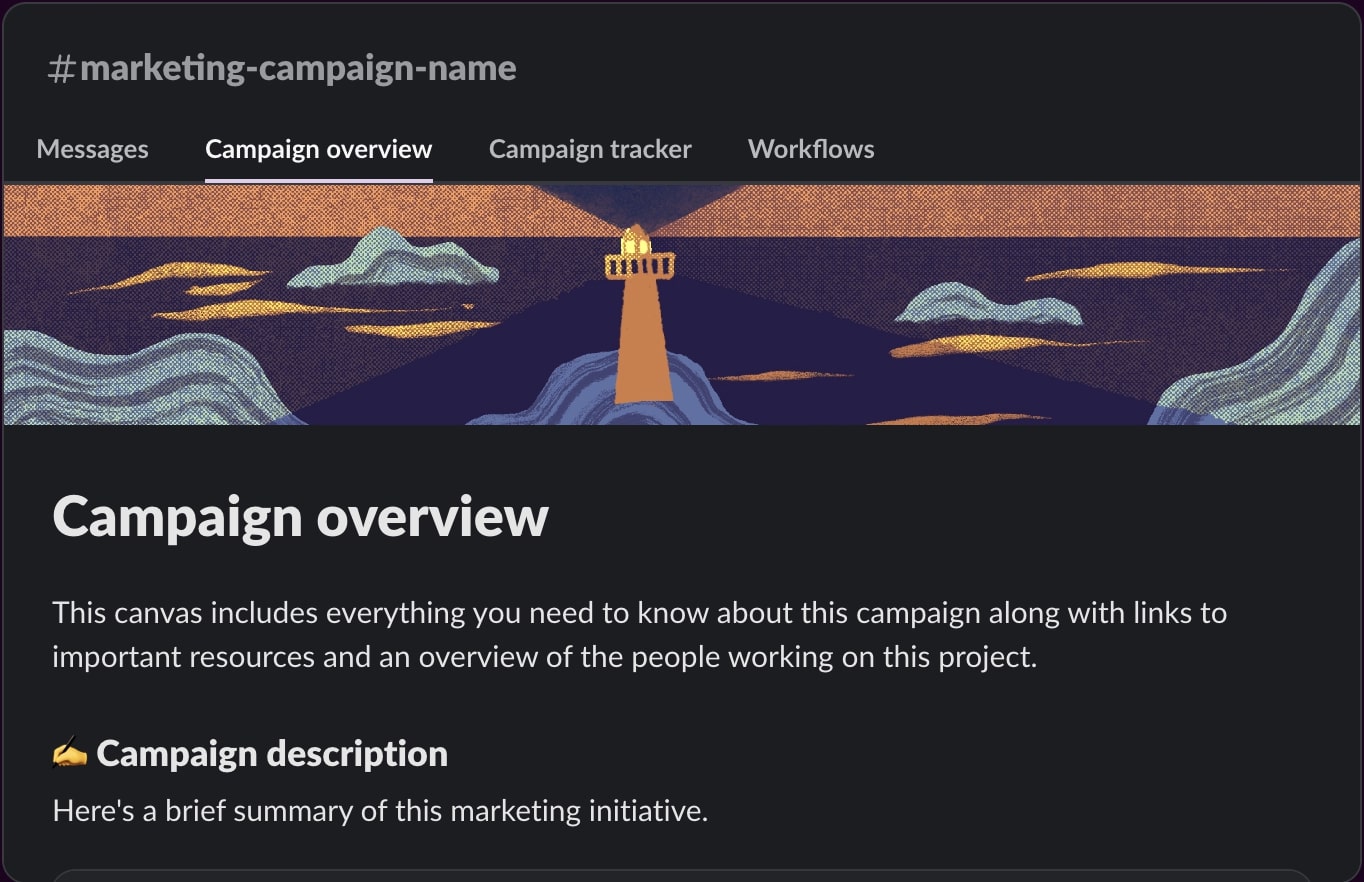 #marketing-campaign-name
Messages Campaign overview Campaign tracker Workflows
Campaign overview
This canvas includes everything you need to know about this campaign along with links to
important resources and an overview of the people working on this project.
✍️ Campaign description
Here's a brief summary of this marketing initiative.